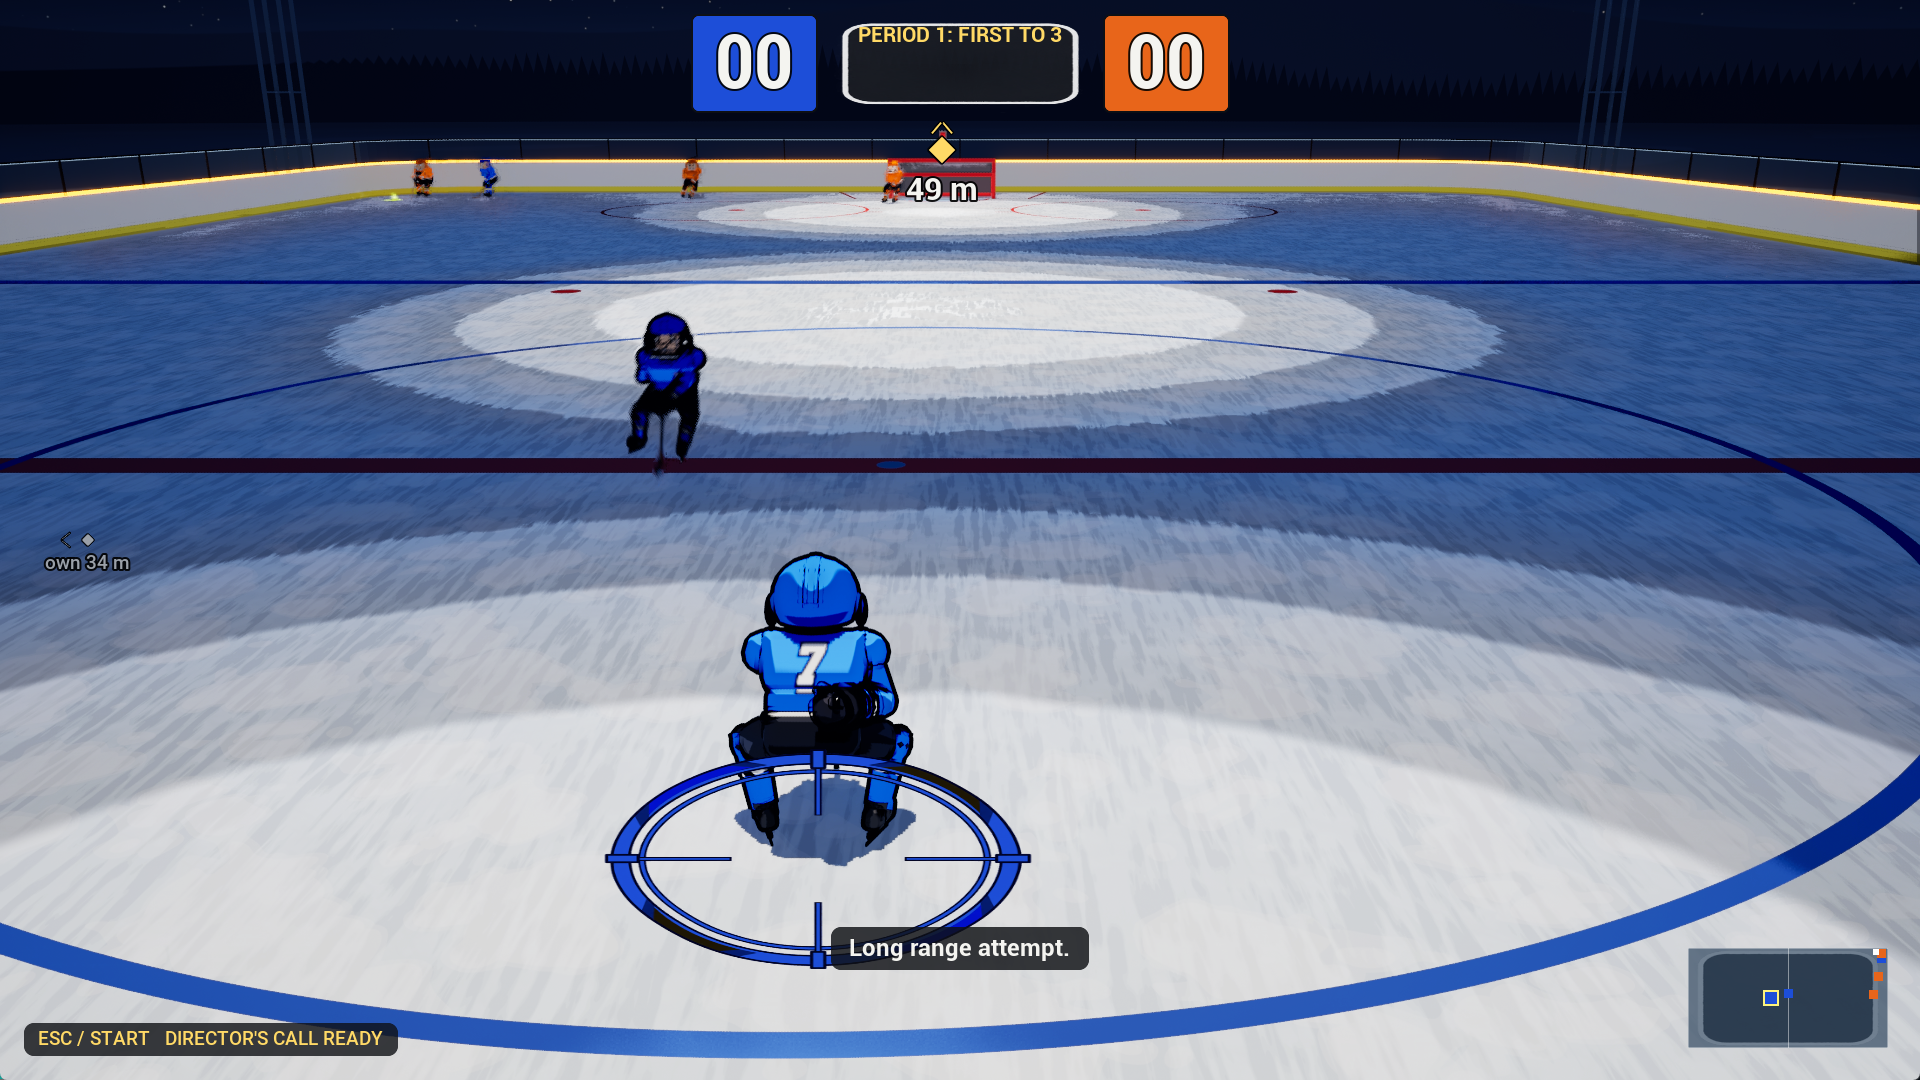 00
PERIOD 1: FIRST TO 3
00
49 m
own 34 m
7
Long range attempt.
ESC / START DIRECTOR'S CALL READY